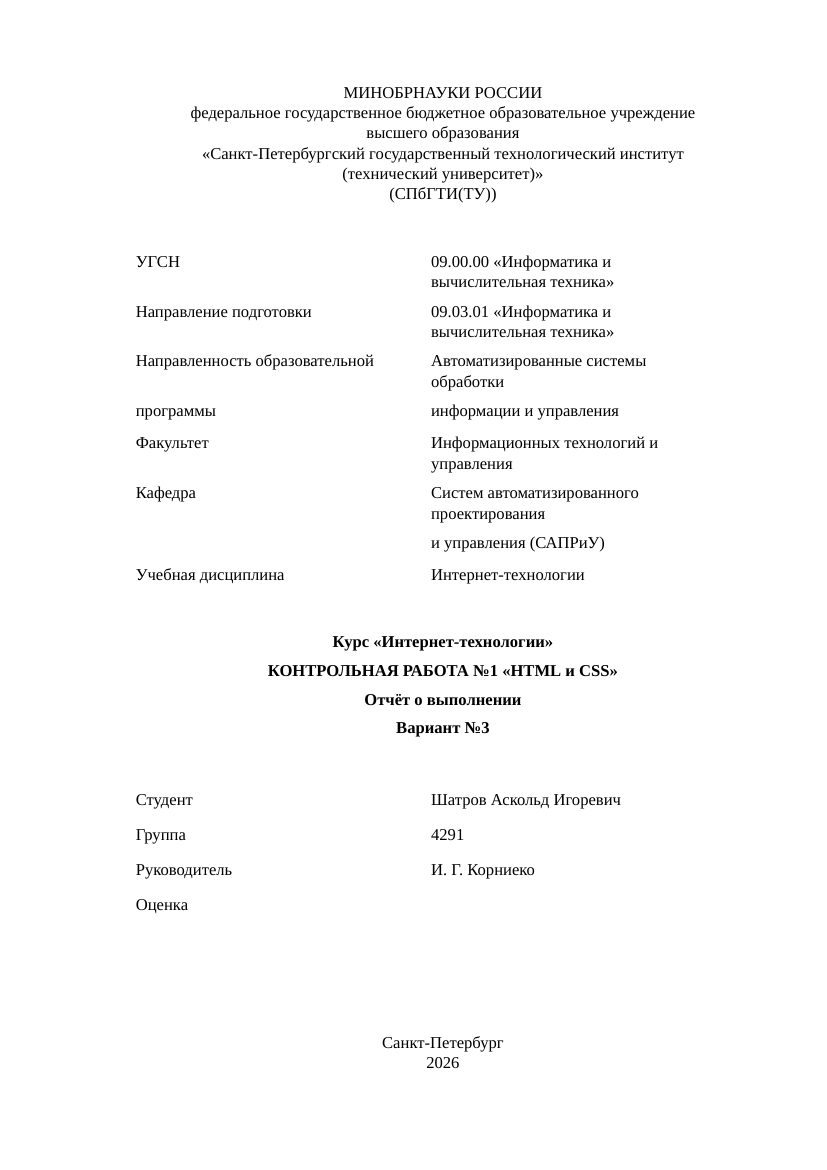 МИНОБРНАУКИ РОССИИ
федеральное государственное бюджетное образовательное учреждение
высшего образования
«Санкт-Петербургский государственный технологический институт
(технический университет)»
(СПбГТИ(ТУ))
УГСН 09.00.00 «Информатика и
вычислительная техника»
Направление подготовки 09.03.01 «Информатика и
вычислительная техника»
Направленность образовательной Автоматизированные системы
обработки
программы информации и управления
Факультет Информационных технологий и
управления
Кафедра Систем автоматизированного
проектирования
и управления (САПРиУ)
Учебная дисциплина Интернет-технологии
Курс «Интернет-технологии»
КОНТРОЛЬНАЯ РАБОТА №1 «HTML и CSS»
Отчёт о выполнении
Вариант №3
Студент Шатров Аскольд Игоревич
Группа 4291
Руководитель И. Г. Корниеко
Оценка
Санкт-Петербург
2026